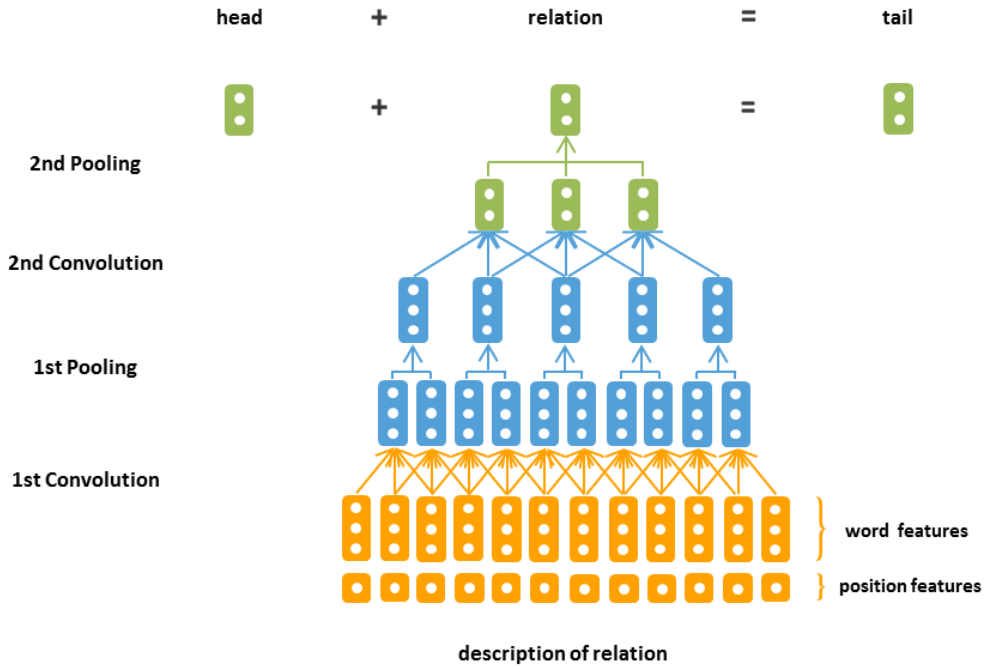 head + relation = tail
+ =
2nd Pooling
2nd Convolution
1st Pooling
1st Convolution
word features
position features
description of relation